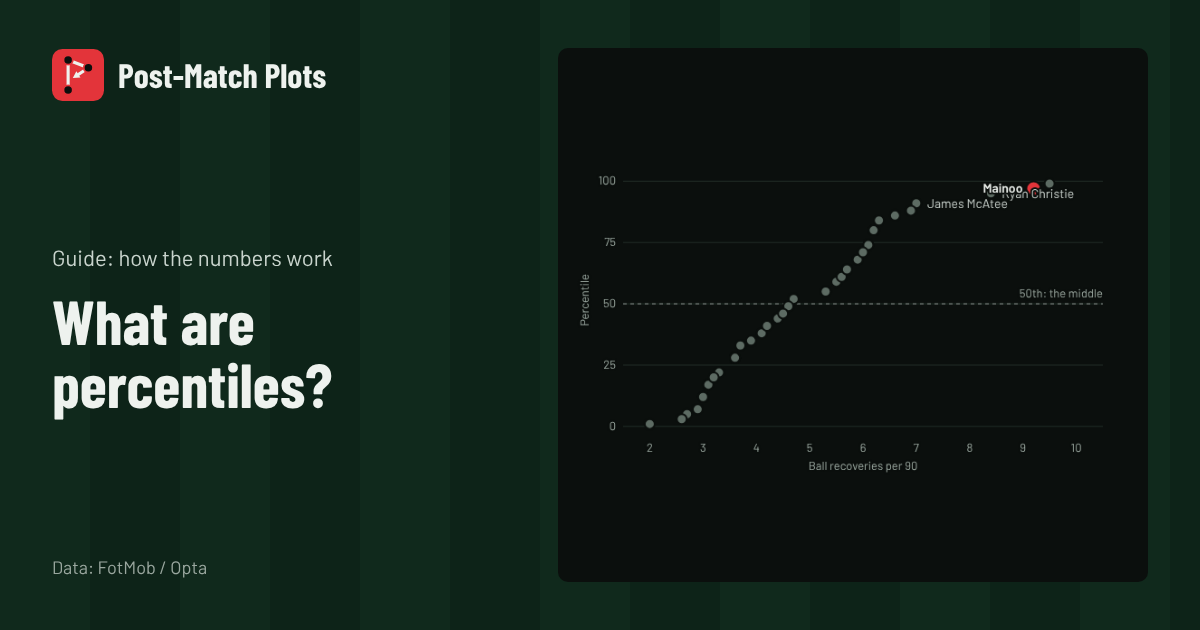 Post-Match Plots
Guide: how the numbers work
What are
percentiles?
Data: FotMob / Opta
100
75
50
25
0
Percentile
Mainoo
Ryan Christie
James McAtee
50th: the middle
2 3 4 5 6 7 8 9 10
Ball recoveries per 90